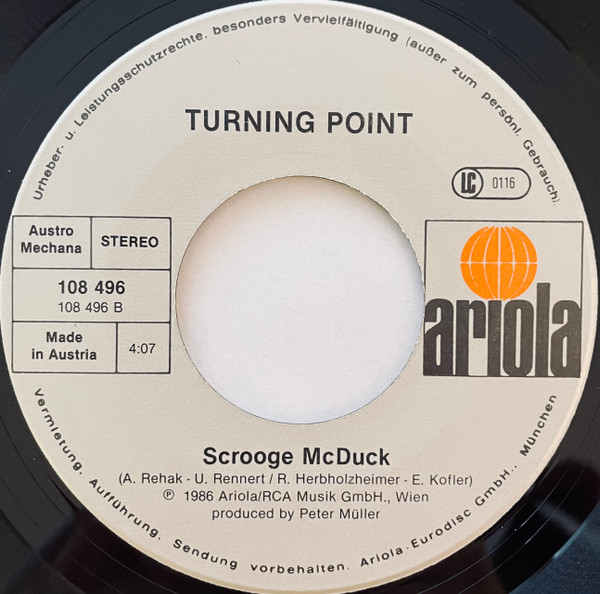 Urheber- u. Leistungsschutzrechte, besonders Vervielfältigung (außer zum persönl. Gebrauch),
TURNING POINT
LC 0116
Austro
Mechana
STEREO
108 496
108 496 B
Made
in Austria
4:07
ariola
Scrooge McDuck
(A. Rehak - U. Rennert / R. Herbholzheimer - E. Kofler)
℗ 1986 Ariola/RCA Musik GmbH., Wien
produced by Peter Müller
Vermietung, Aufführung, Sendung vorbehalten. Ariola-Eurodisc GmbH., München